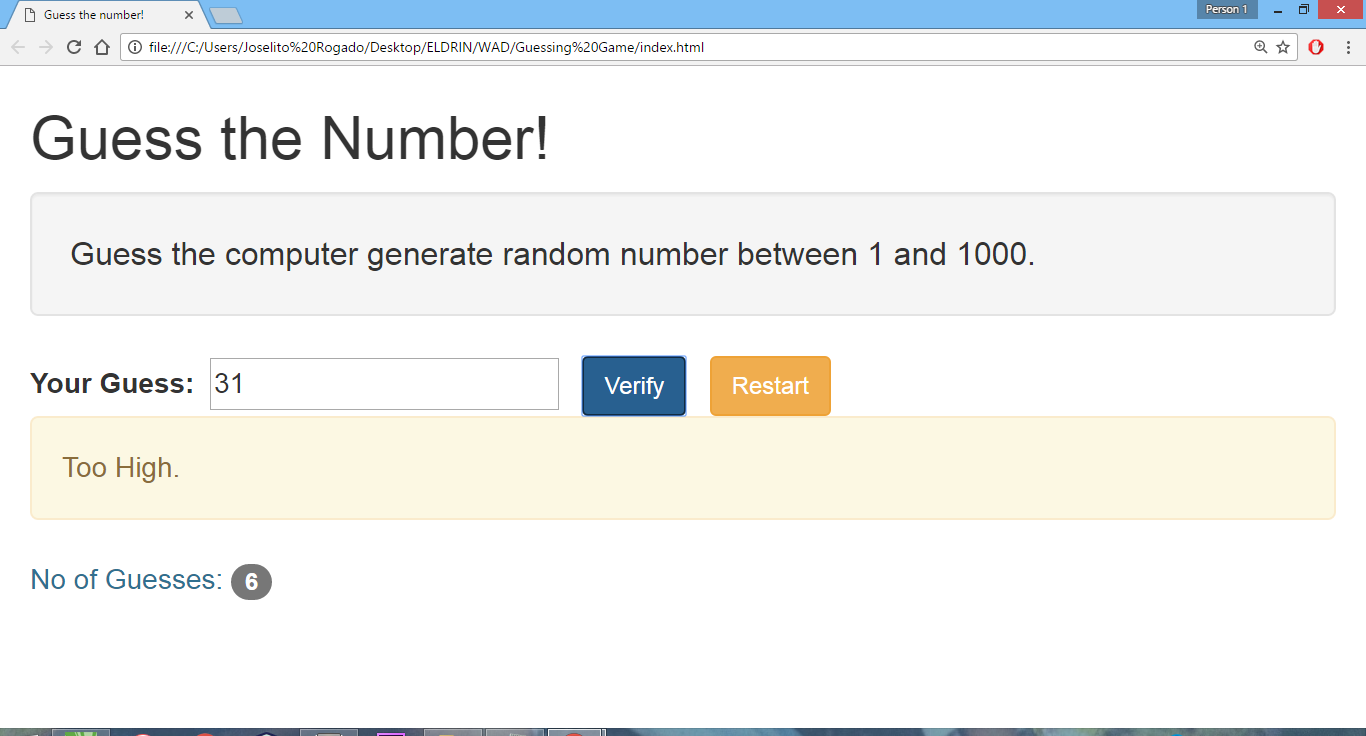 Guess the number!
Person 1
file:///C:/Users/Joselito%20Rogado/Desktop/ELDRIN/WAD/Guessing%20Game/index.html
Guess the Number!
Guess the computer generate random number between 1 and 1000.
Your Guess: 31 Verify Restart
Too High.
No of Guesses: 6